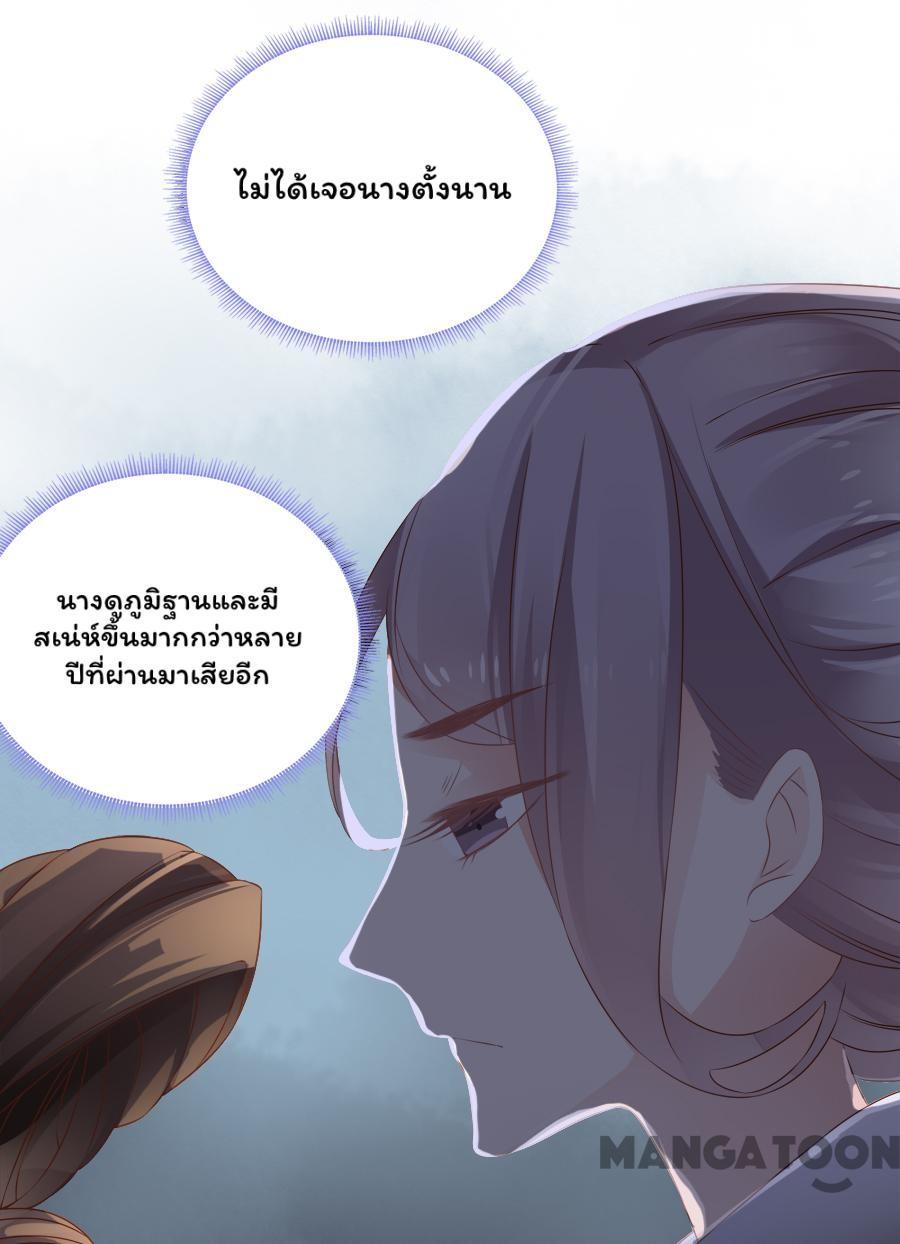 ไม่ได้เจอนางตั้งนาน
นางดูภูมิฐานและมี
สเน่ห์ขึ้นมากกว่าหลาย
ปีที่ผ่านมาเสียอีก
MANGATOON